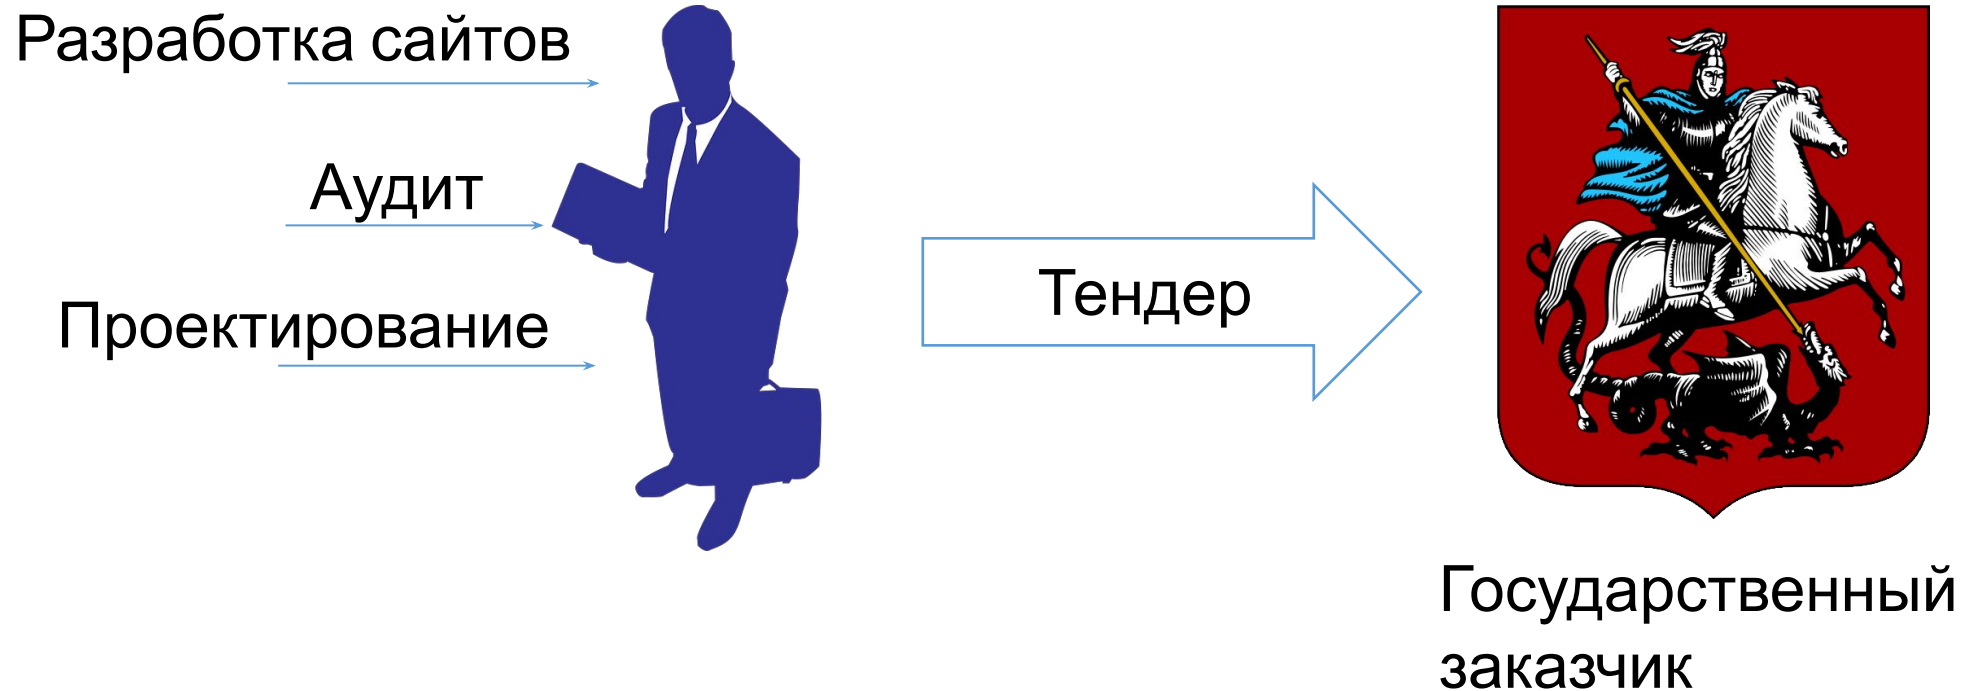 Разработка сайтов
Аудит
Проектирование
Тендер
Государственный
заказчик